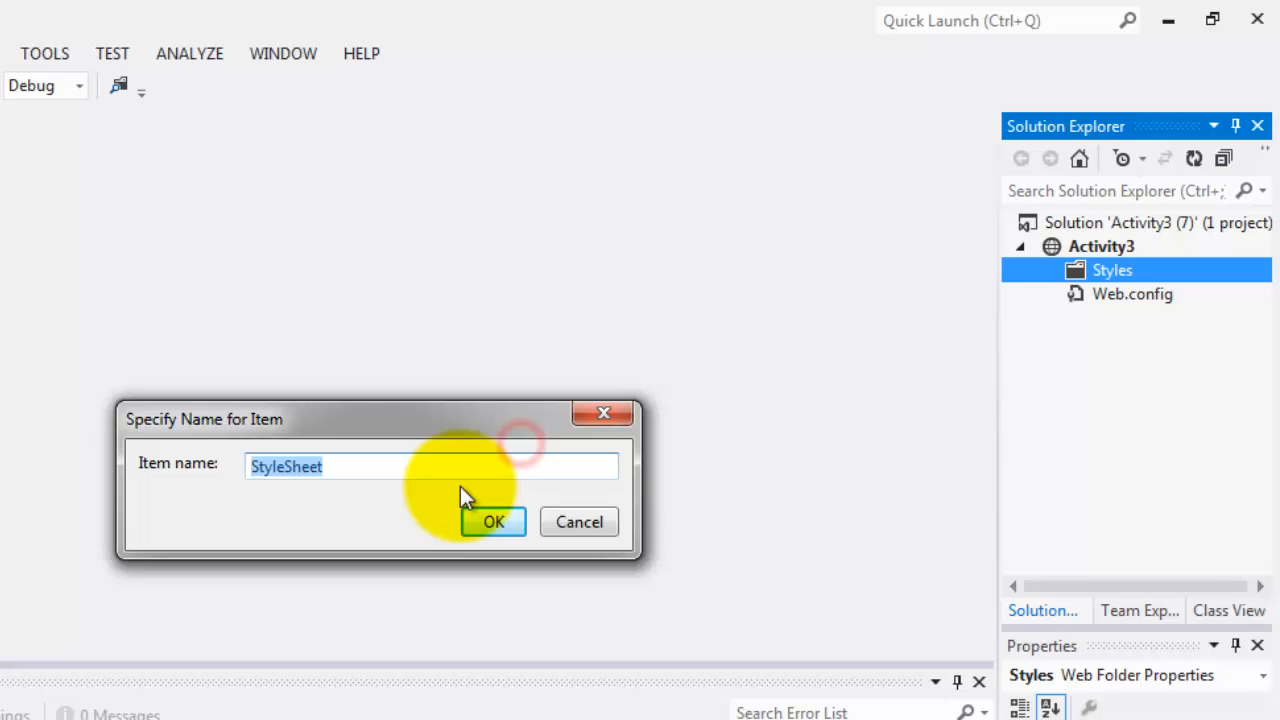 Quick Launch (Ctrl+Q)
TOOLS TEST ANALYZE WINDOW HELP
Debug
Solution Explorer
Search Solution Explorer (Ctrl+;
Solution 'Activity3 (7)' (1 project)
Activity3
Styles
Web.config
Specify Name for Item
Item name: StyleSheet
OK Cancel
Solution... Team Exp... Class View
Properties
Styles Web Folder Properties
ings 0 Messages
Search Error List